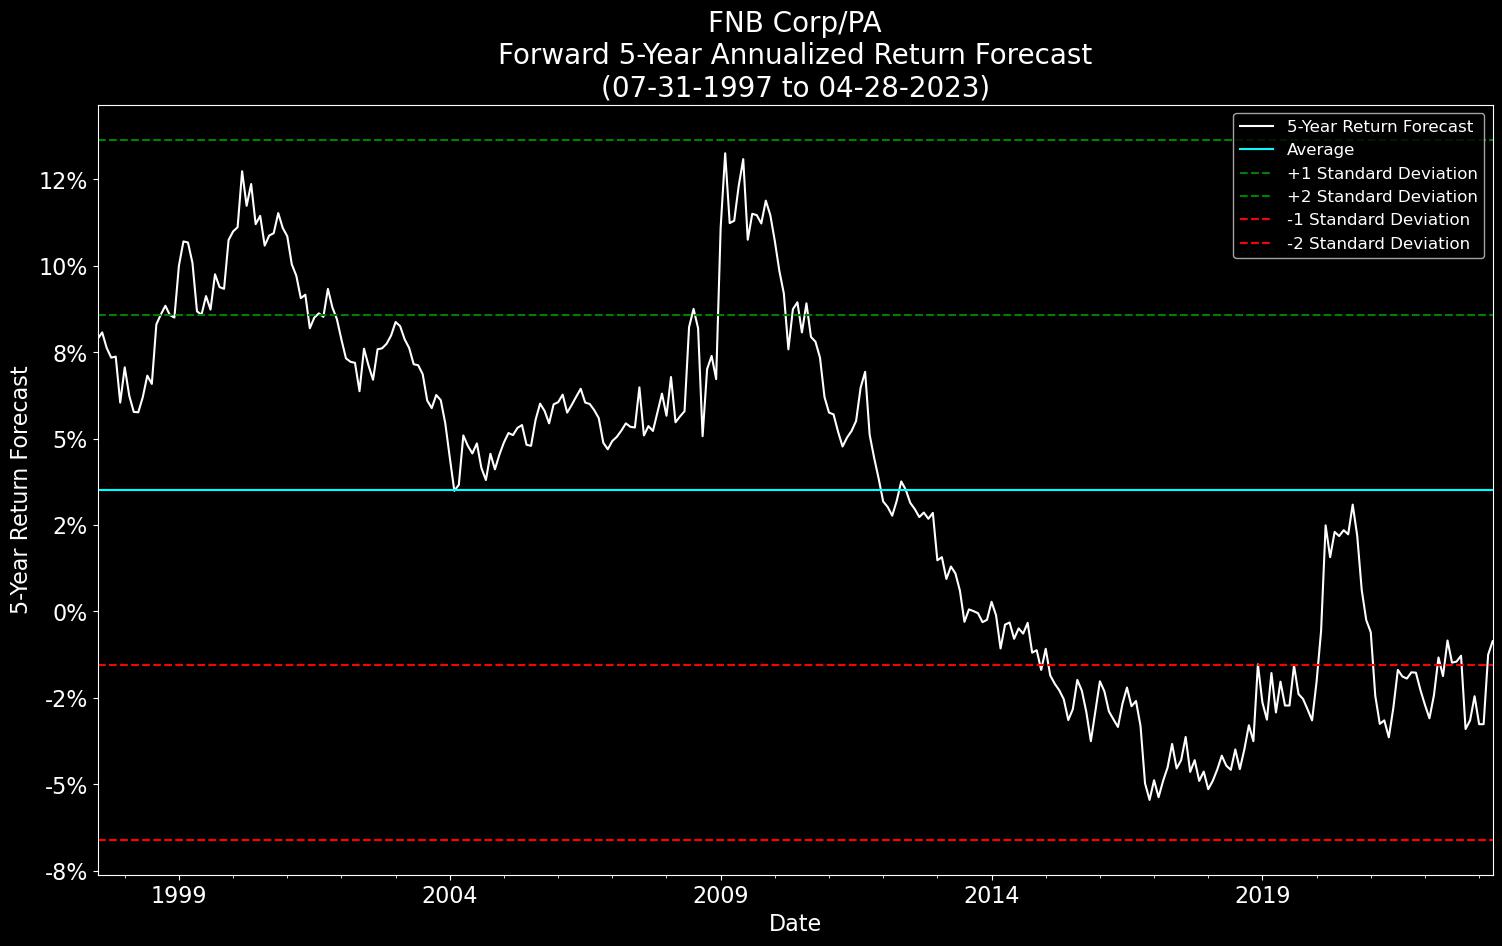 FNB Corp/PA
Forward 5-Year Annualized Return Forecast
(07-31-1997 to 04-28-2023)
5-Year Return Forecast
Average
+1 Standard Deviation
+2 Standard Deviation
-1 Standard Deviation
-2 Standard Deviation
12%
10%
8%
5%
2%
0%
-2%
-5%
-8%
5-Year Return Forecast
1999
2004
2009
2014
2019
Date